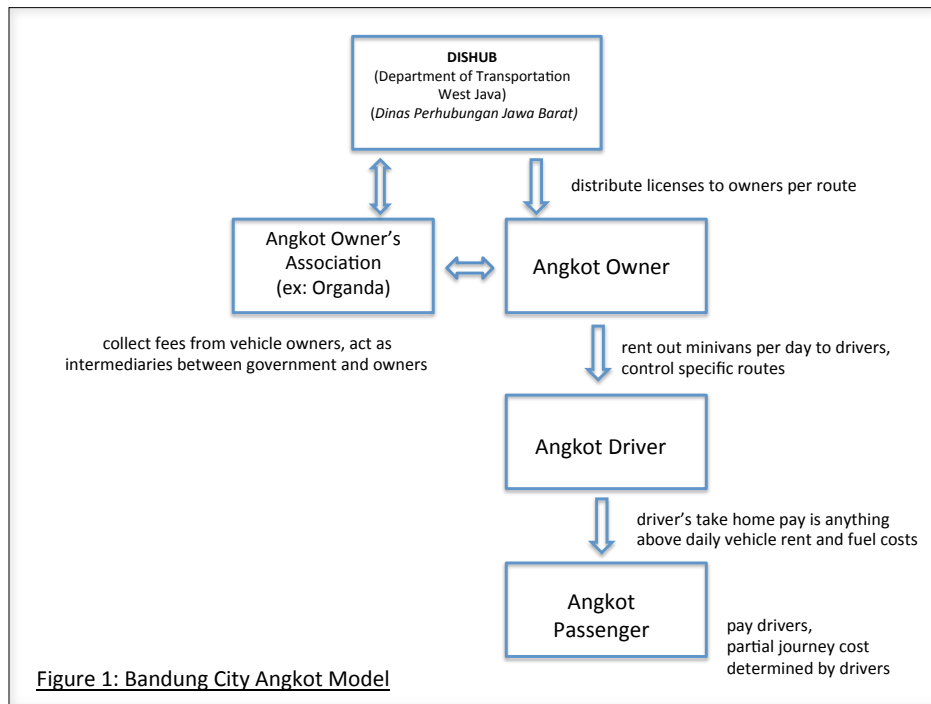 DISHUB
(Department of Transportation
West Java)
(Dinas Perhubungan Jawa Barat)
distribute licenses to owners per route
Angkot Owner’s
Association
(ex: Organda)
Angkot Owner
collect fees from vehicle owners, act as
intermediaries between government and owners
rent out minivans per day to drivers,
control specific routes
Angkot Driver
driver’s take home pay is anything
above daily vehicle rent and fuel costs
Angkot
Passenger
pay drivers,
partial journey cost
determined by drivers
Figure 1: Bandung City Angkot Model